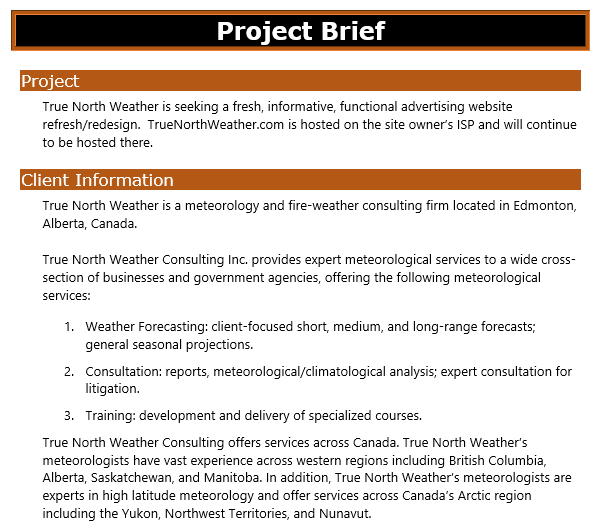 Project Brief
Project
True North Weather is seeking a fresh, informative, functional advertising website
refresh/redesign.  TrueNorthWeather.com is hosted on the site owner's ISP and will continue
to be hosted there.
Client Information
True North Weather is a meteorology and fire-weather consulting firm located in Edmonton,
Alberta, Canada.
True North Weather Consulting Inc. provides expert meteorological services to a wide cross-
section of businesses and government agencies, offering the following meteorological
services:
1. Weather Forecasting: client-focused short, medium, and long-range forecasts;
general seasonal projections.
2. Consultation: reports, meteorological/climatological analysis; expert consultation for
litigation.
3. Training: development and delivery of specialized courses.
True North Weather Consulting offers services across Canada. True North Weather's
meteorologists have vast experience across western regions including British Columbia,
Alberta, Saskatchewan, and Manitoba. In addition, True North Weather's meteorologists are
experts in high latitude meteorology and offer services across Canada's Arctic region
including the Yukon, Northwest Territories, and Nunavut.